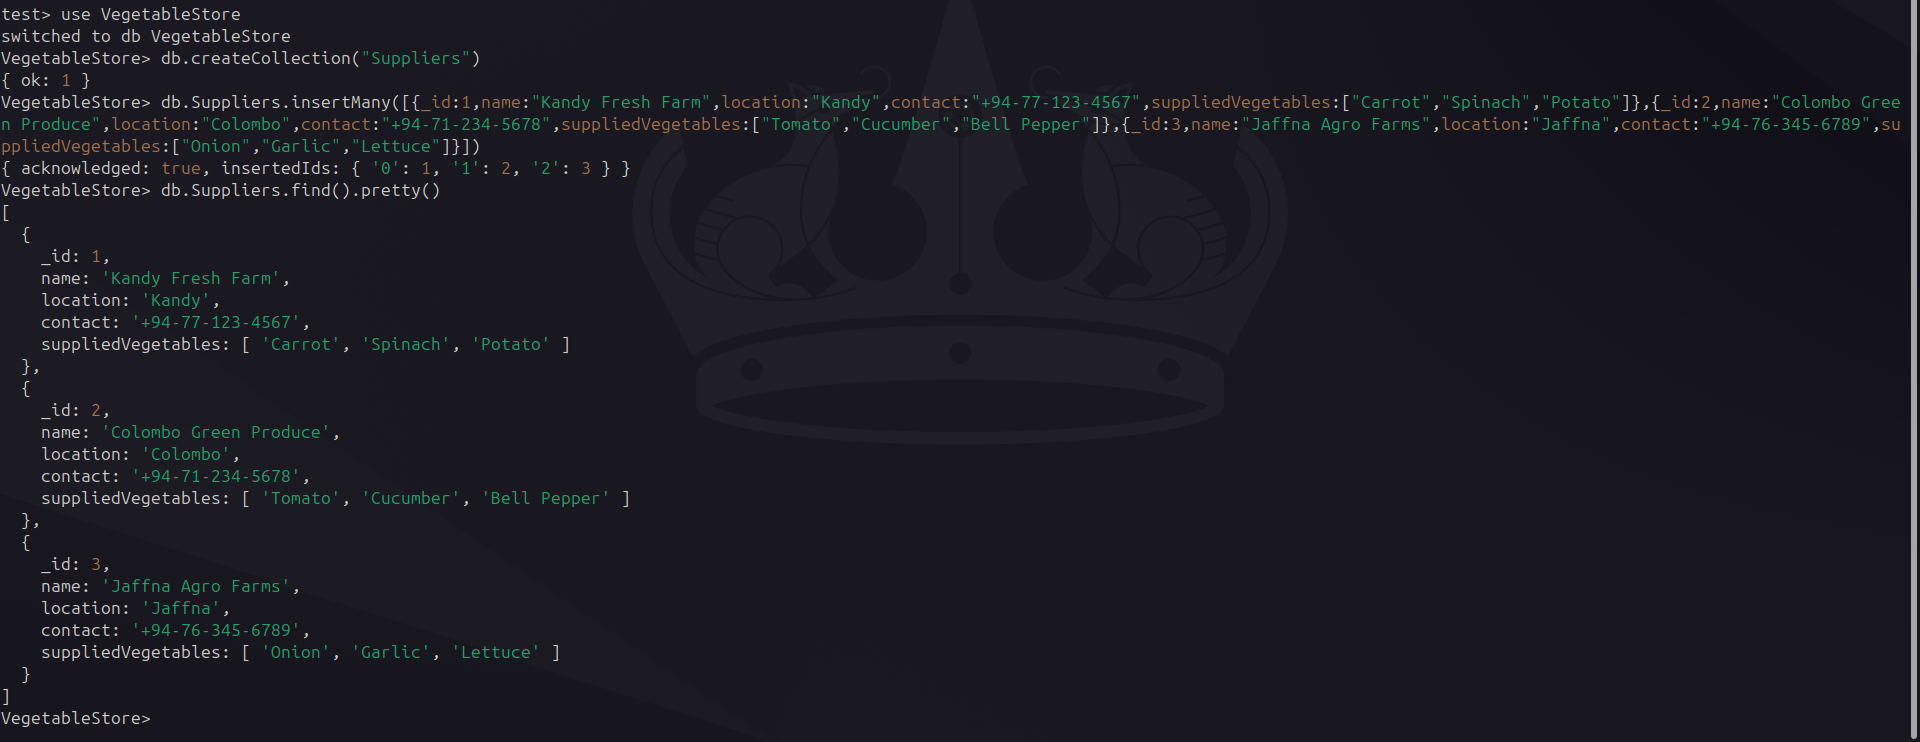 test> use VegetableStore
switched to db VegetableStore
VegetableStore> db.createCollection("Suppliers")
{ ok: 1 }
VegetableStore> db.Suppliers.insertMany([{_id:1,name:"Kandy Fresh Farm",location:"Kandy",contact:"+94-77-123-4567",suppliedVegetables:["Carrot","Spinach","Potato"]},{_id:2,name:"Colombo Gree
n Produce",location:"Colombo",contact:"+94-71-234-5678",suppliedVegetables:["Tomato","Cucumber","Bell Pepper"]},{_id:3,name:"Jaffna Agro Farms",location:"Jaffna",contact:"+94-76-345-6789",su
ppliedVegetables:["Onion","Garlic","Lettuce"]}])
{ acknowledged: true, insertedIds: { '0': 1, '1': 2, '2': 3 } }
VegetableStore> db.Suppliers.find().pretty()
[
  {
    _id: 1,
    name: 'Kandy Fresh Farm',
    location: 'Kandy',
    contact: '+94-77-123-4567',
    suppliedVegetables: [ 'Carrot', 'Spinach', 'Potato' ]
  },
  {
    _id: 2,
    name: 'Colombo Green Produce',
    location: 'Colombo',
    contact: '+94-71-234-5678',
    suppliedVegetables: [ 'Tomato', 'Cucumber', 'Bell Pepper' ]
  },
  {
    _id: 3,
    name: 'Jaffna Agro Farms',
    location: 'Jaffna',
    contact: '+94-76-345-6789',
    suppliedVegetables: [ 'Onion', 'Garlic', 'Lettuce' ]
  }
]
VegetableStore>